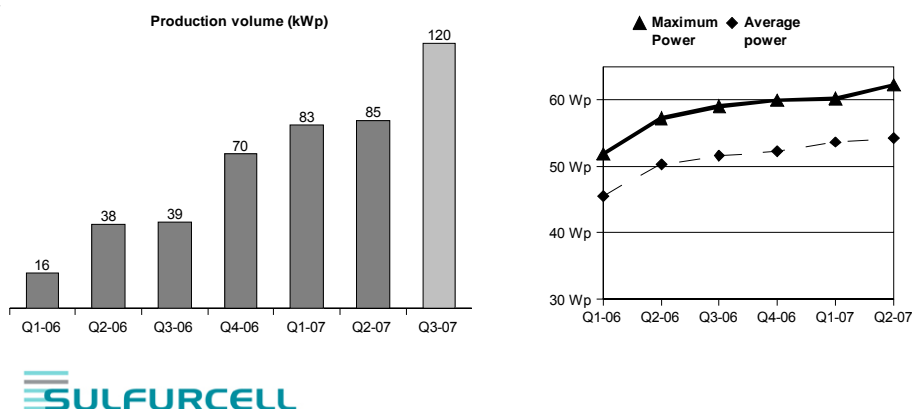 Production volume (kWp)
120
85
83
70
39
38
16
Q1-06 Q2-06 Q3-06 Q4-06 Q1-07 Q2-07 Q3-07
Maximum Power
Average power
60 Wp
50 Wp
40 Wp
30 Wp
Q1-06 Q2-06 Q3-06 Q4-06 Q1-07 Q2-07
SULFURCELL